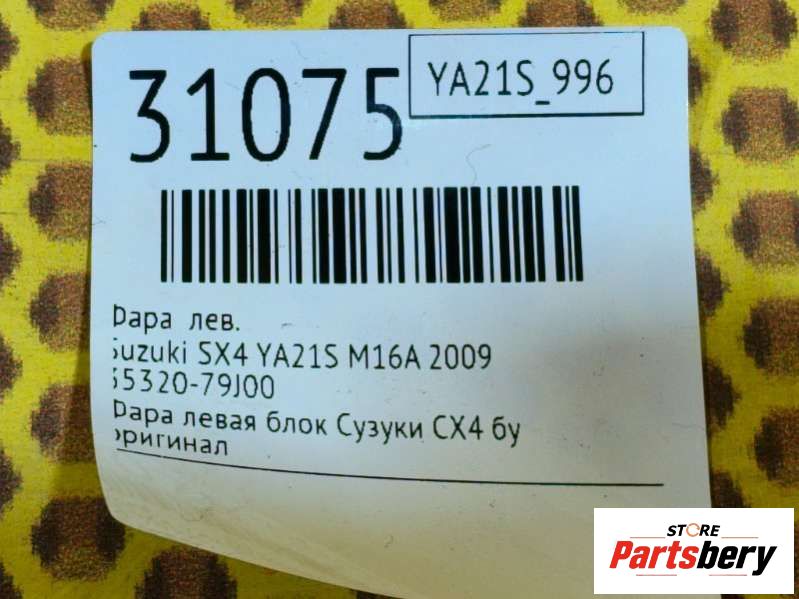 31075
YA21S_996
Фара лев.
Suzuki SX4 YA21S M16A 2009
35320-79J00
Фара левая блок Сузуки СХ4 бу
оригинал
STORE
Partsbery